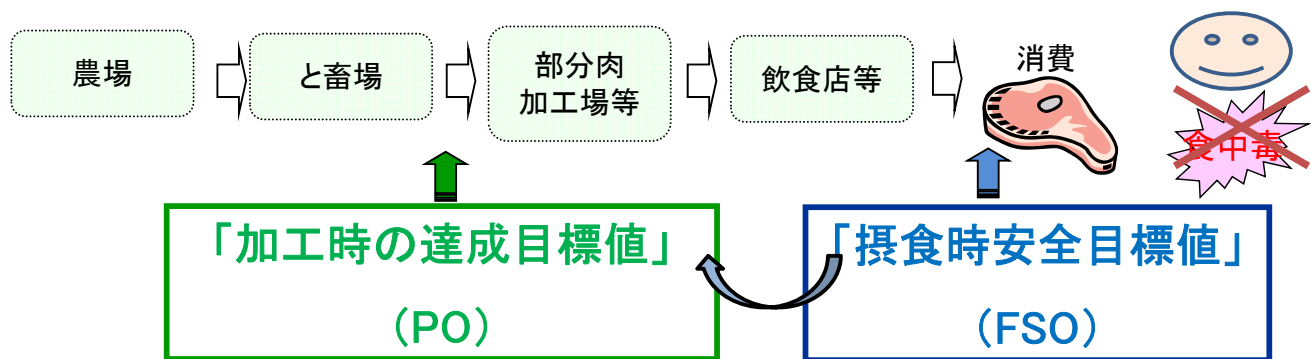 農場
と畜場
部分肉
加工場等
飲食店等
消費
食中毒
「加工時の達成目標値」
（PO）
「摂食時安全目標値」
（FSO）